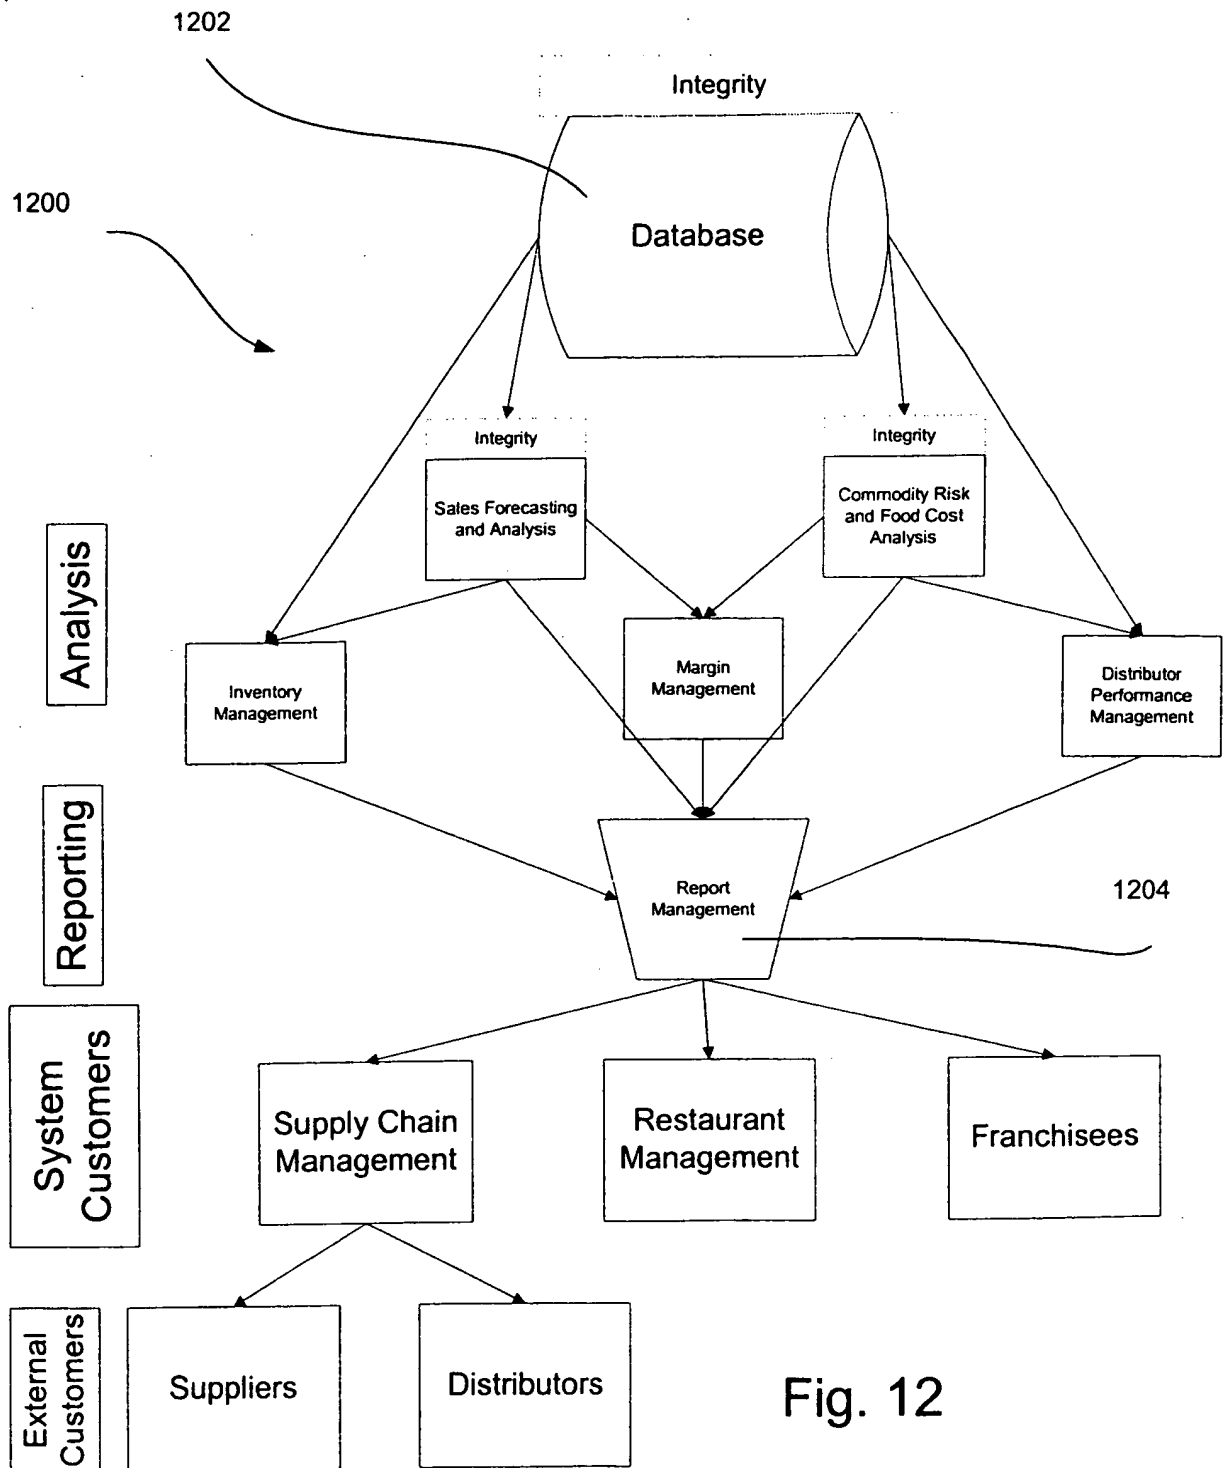 1202
Integrity
1200
Database
Integrity
Integrity
Sales Forecasting
and Analysis
Commodity Risk
and Food Cost
Analysis
Analysis
Inventory
Management
Margin
Management
Distributor
Performance
Management
Reporting
Report
Management
1204
System
Customers
Supply Chain
Management
Restaurant
Management
Franchisees
External
Customers
Suppliers
Distributors
Fig. 12